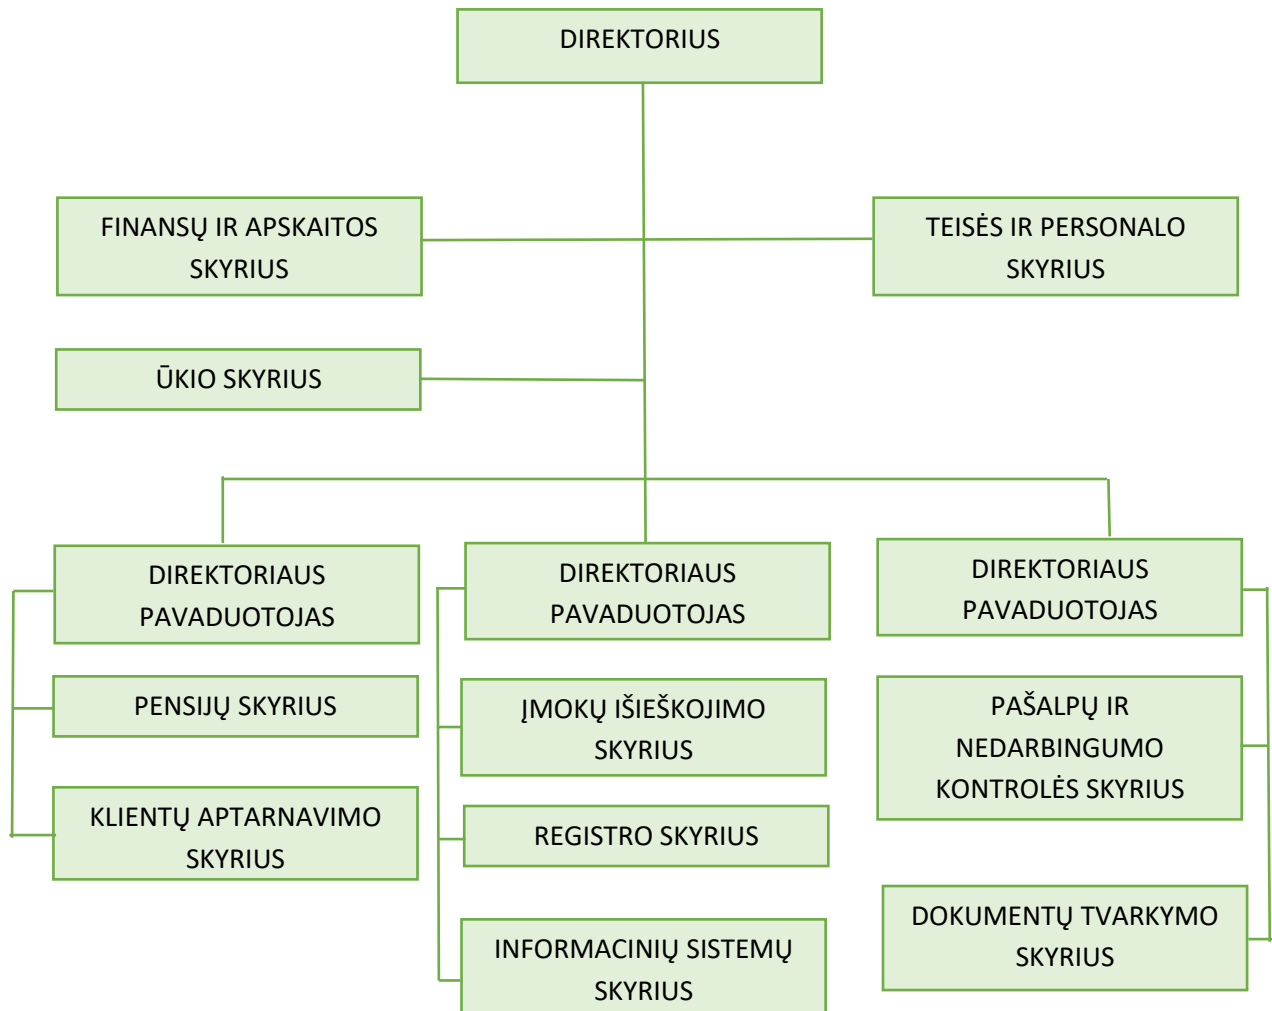 DIREKTORIUS
FINANSŲ IR APSKAITOS
SKYRIUS
TEISĖS IR PERSONALO
SKYRIUS
ŪKIO SKYRIUS
DIREKTORIAUS
PAVADUOTOJAS
PENSIJŲ SKYRIUS
KLIENTŲ APTARNAVIMO
SKYRIUS
DIREKTORIAUS
PAVADUOTOJAS
ĮMOKŲ IŠIEŠKOJIMO
SKYRIUS
REGISTRO SKYRIUS
INFORMACINIŲ SISTEMŲ
SKYRIUS
DIREKTORIAUS
PAVADUOTOJAS
PAŠALPŲ IR
NEDARBINGUMO
KONTROLĖS SKYRIUS
DOKUMENTŲ TVARKYMO
SKYRIUS